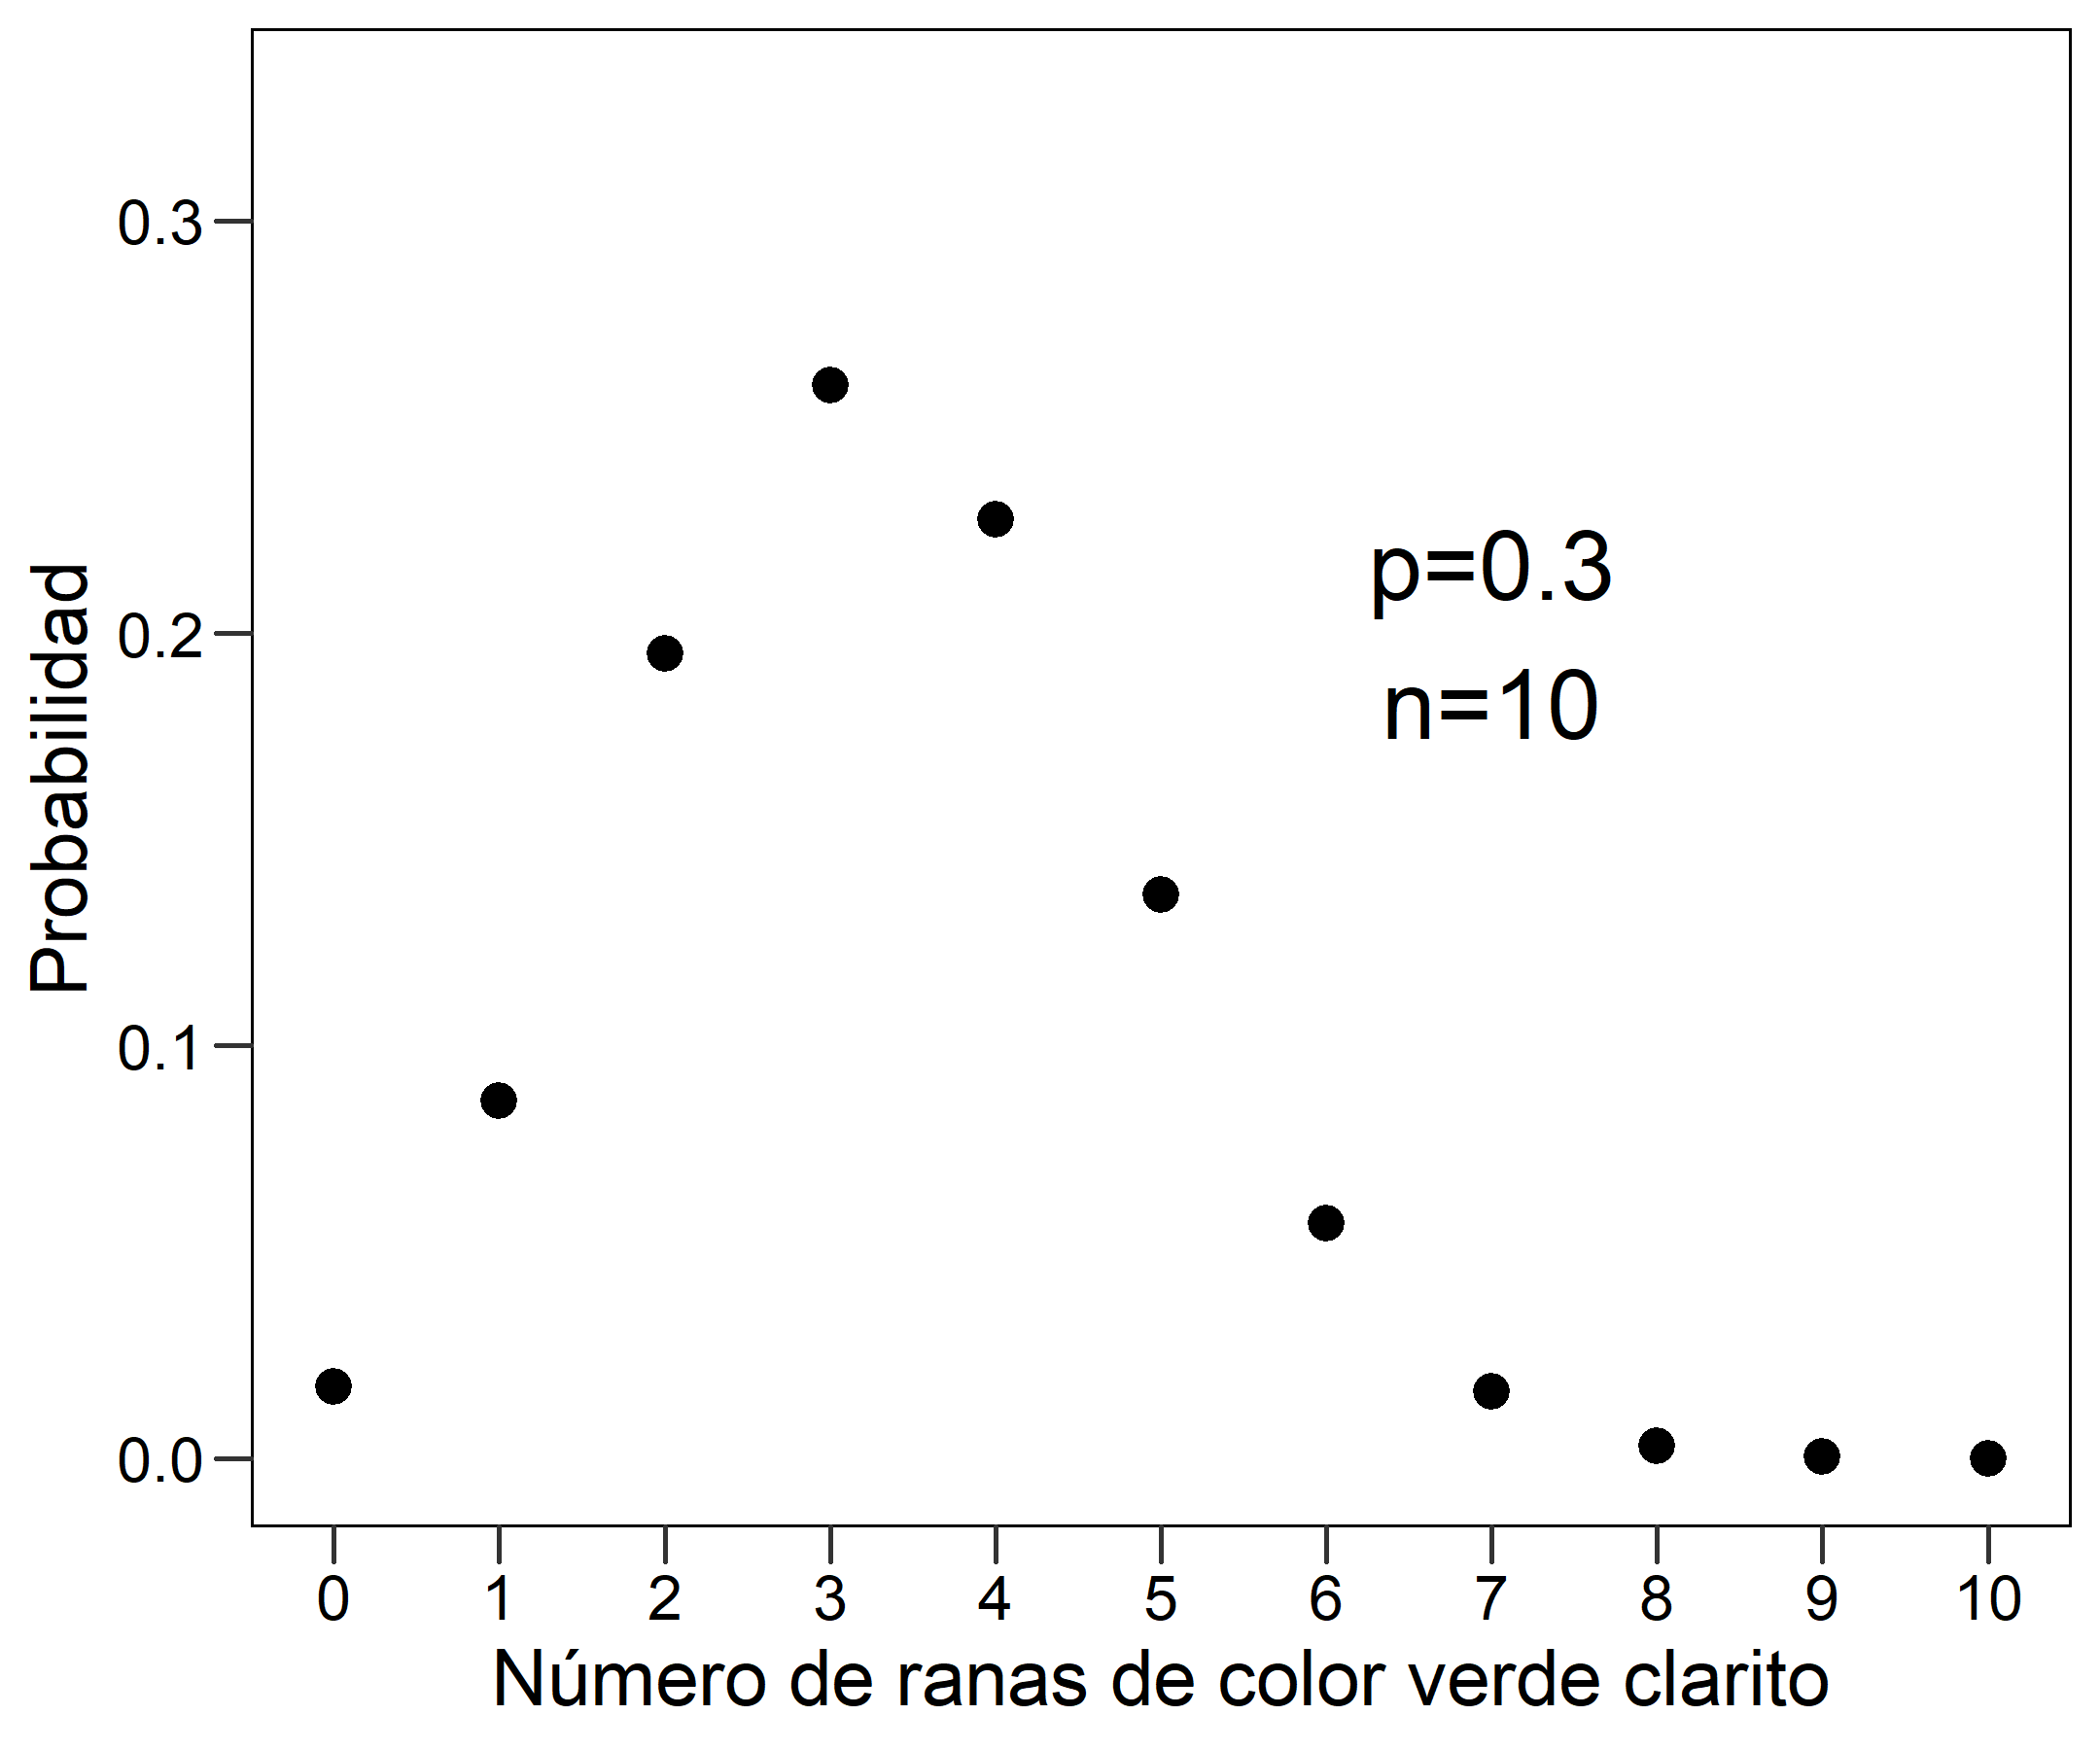 0.3
0.2
0.1
0.0
Probabilidad
p=0.3
n=10
0 1 2 3 4 5 6 7 8 9 10
Número de ranas de color verde clarito